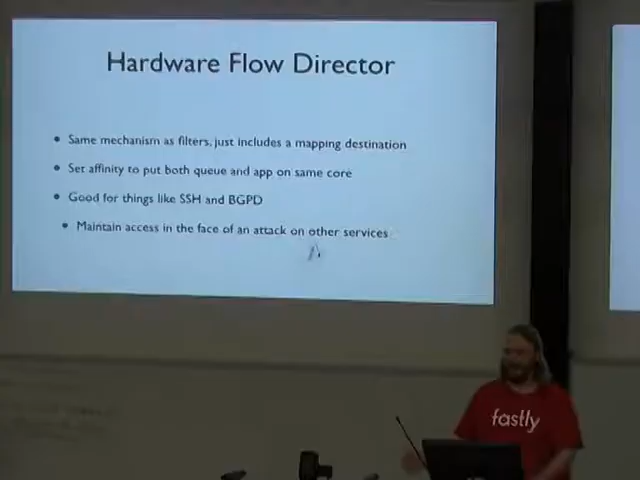 Hardware Flow Director
• Same mechanism as filters, just includes a mapping destination
• Set affinity to put both queue and app on same core
• Good for things like SSH and BGPD
• Maintain access in the face of an attack on other services
fastly